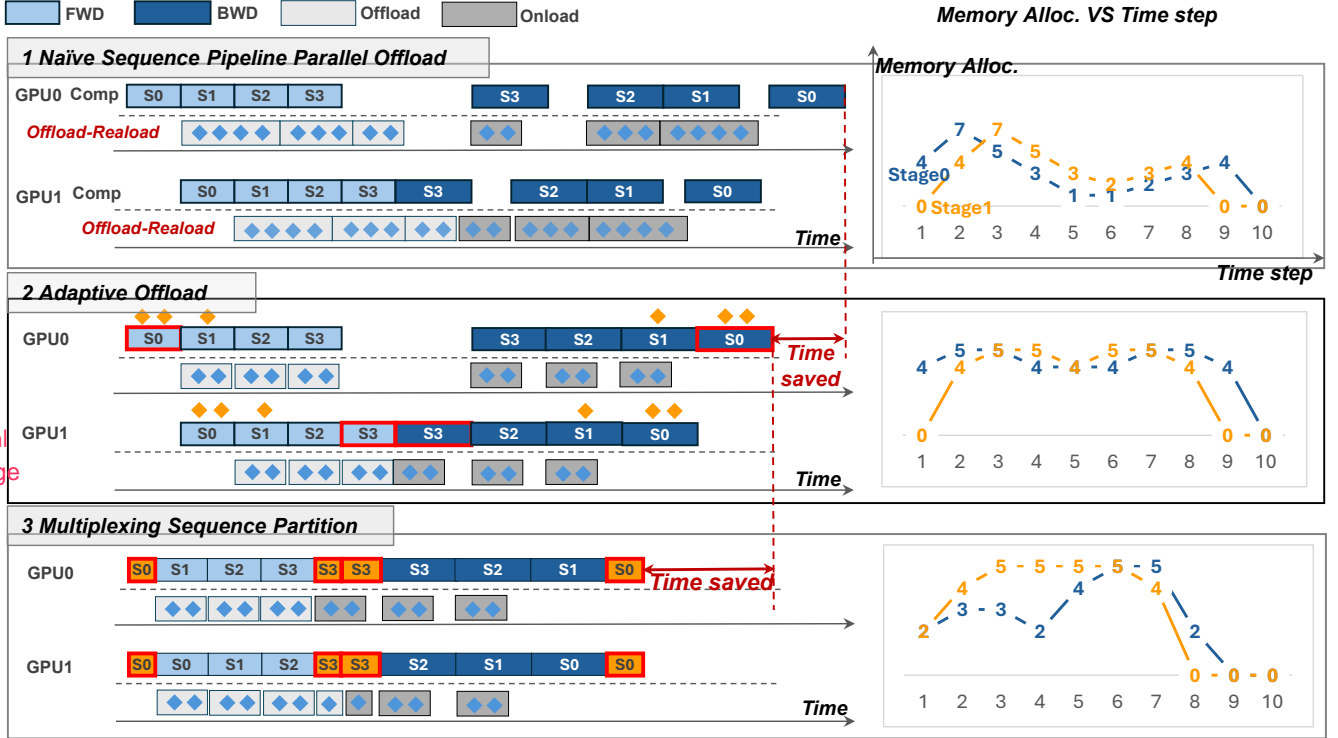 FWD BWD Offload Onload
Memory Alloc. VS Time step
1 Naïve Sequence Pipeline Parallel Offload
GPU0 Comp S0 S1 S2 S3 S3 S2 S1 S0
Offload-Reaload
GPU1 Comp S0 S1 S2 S3 S3 S2 S1 S0
Offload-Reaload
Time
Memory Alloc.
7 7
4 4 5 5 3 3 4 4
Stage0 3 1 1 2 2 3
0 Stage1 0 0
1 2 3 4 5 6 7 8 9 10
Time step
2 Adaptive Offload
GPU0 S0 S1 S2 S3 S3 S2 S1 S0
Time
saved
GPU1 S0 S1 S2 S3 S3 S2 S1 S0
Time
4 5 5 5 4 4 5 5 4
0 4 5 5 4 5 5 4 0 0
1 2 3 4 5 6 7 8 9 10
3 Multiplexing Sequence Partition
GPU0 S0 S1 S2 S3 S3 S3 S3 S2 S1 S0
Time saved
GPU1 S0 S0 S1 S2 S3 S3 S2 S1 S0 S0
Time
2 4 5 5 5 5 4 0 0 0
3 3 2 4 5 2
1 2 3 4 5 6 7 8 9 10